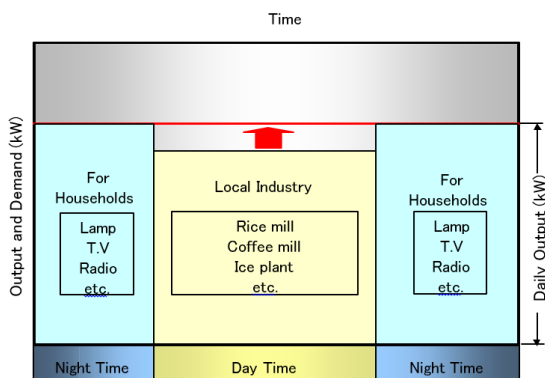 Time
Output and Demand (kW)
For
Households
Lamp
T.V
Radio
etc.
Local Industry
Rice mill
Coffee mill
Ice plant
etc.
For
Households
Lamp
T.V
Radio
etc.
Daily Output (kW)
Night Time
Day Time
Night Time